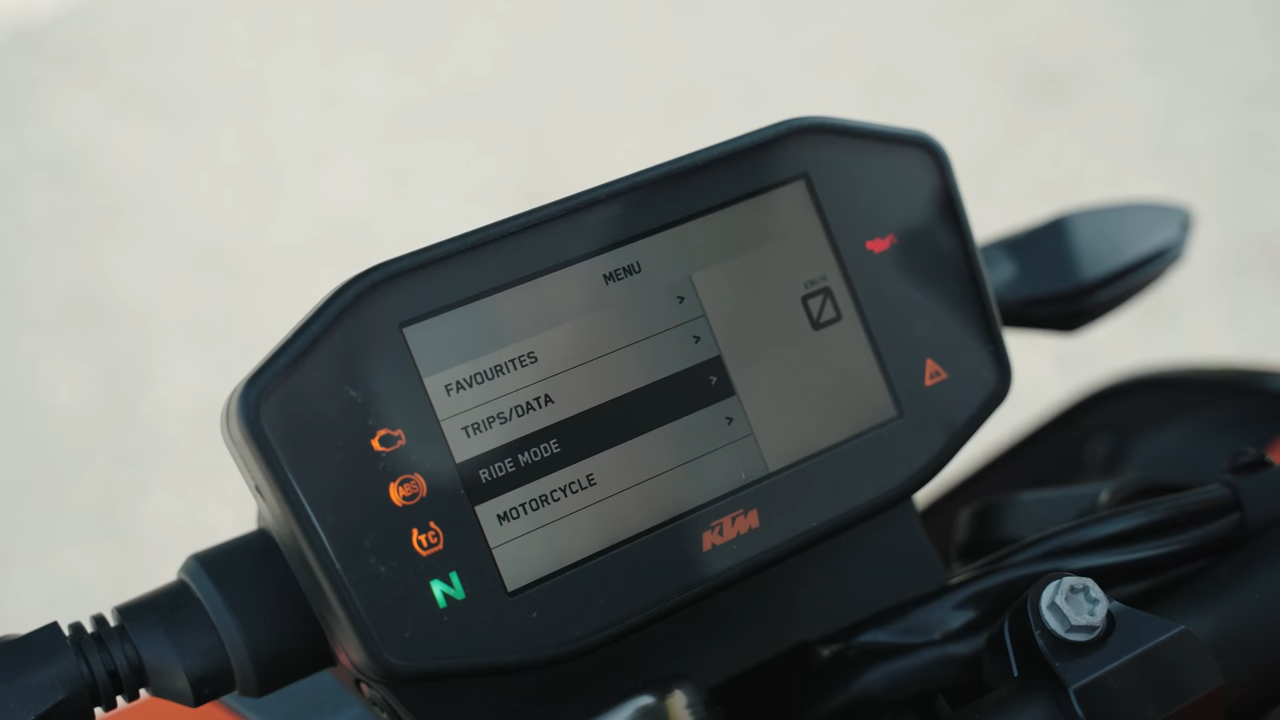 MENU
FAVOURITES >
TRIPS/DATA >
RIDE MODE >
MOTORCYCLE >
ABS
TC
N
KTM